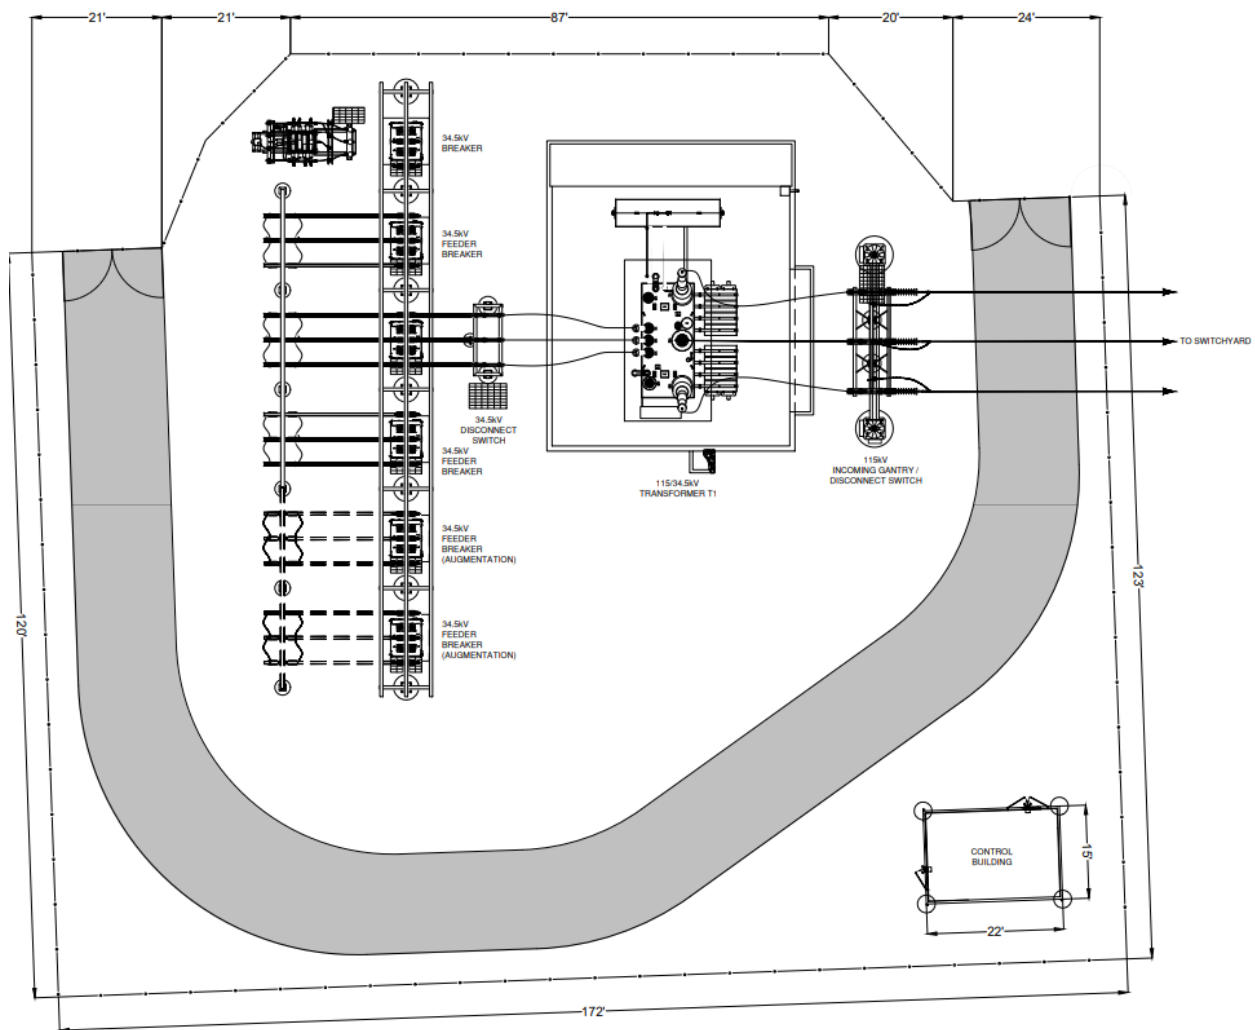 21'
21'
87'
20'
24'
34.5kV
BREAKER
34.5kV
FEEDER
BREAKER
TO SWITCHYARD
34.5kV
DISCONNECT
SWITCH
34.5kV
FEEDER
BREAKER
115kV
INCOMING GANTRY /
DISCONNECT SWITCH
115/34.5kV
TRANSFORMER T1
34.5kV
FEEDER
BREAKER
(AUGMENTATION)
123'
120'
34.5kV
FEEDER
BREAKER
(AUGMENTATION)
CONTROL
BUILDING
15'
22'
172'